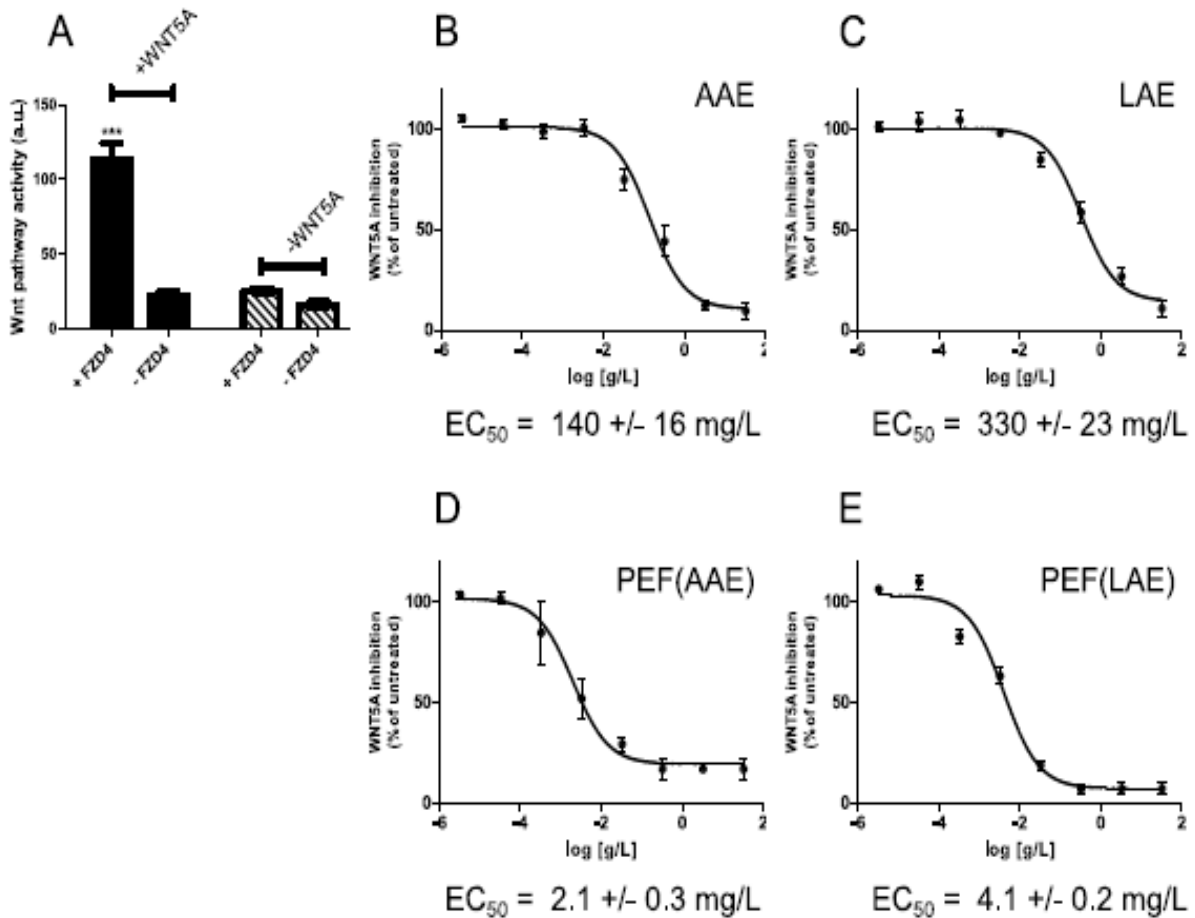 A
+WNT5A
Wnt pathway activity (a.u.)
150
100
50
0
***
-WNT5A
+ FZD4
- FZD4
+ FZD4
- FZD4
B
AAE
WNT5A inhibition
(% of untreated)
100
50
0
-6
-4
-2
0
2
log [g/L]
EC50 = 140 +/- 16 mg/L
C
LAE
WNT5A inhibition
(% of untreated)
100
50
0
-6
-4
-2
0
2
log [g/L]
EC50 = 330 +/- 23 mg/L
D
PEF(AAE)
WNT5A inhibition
(% of untreated)
100
50
0
-6
-4
-2
0
2
log [g/L]
EC50 = 2.1 +/- 0.3 mg/L
E
PEF(LAE)
WNT5A inhibition
(% of untreated)
100
50
0
-6
-4
-2
0
2
log [g/L]
EC50 = 4.1 +/- 0.2 mg/L